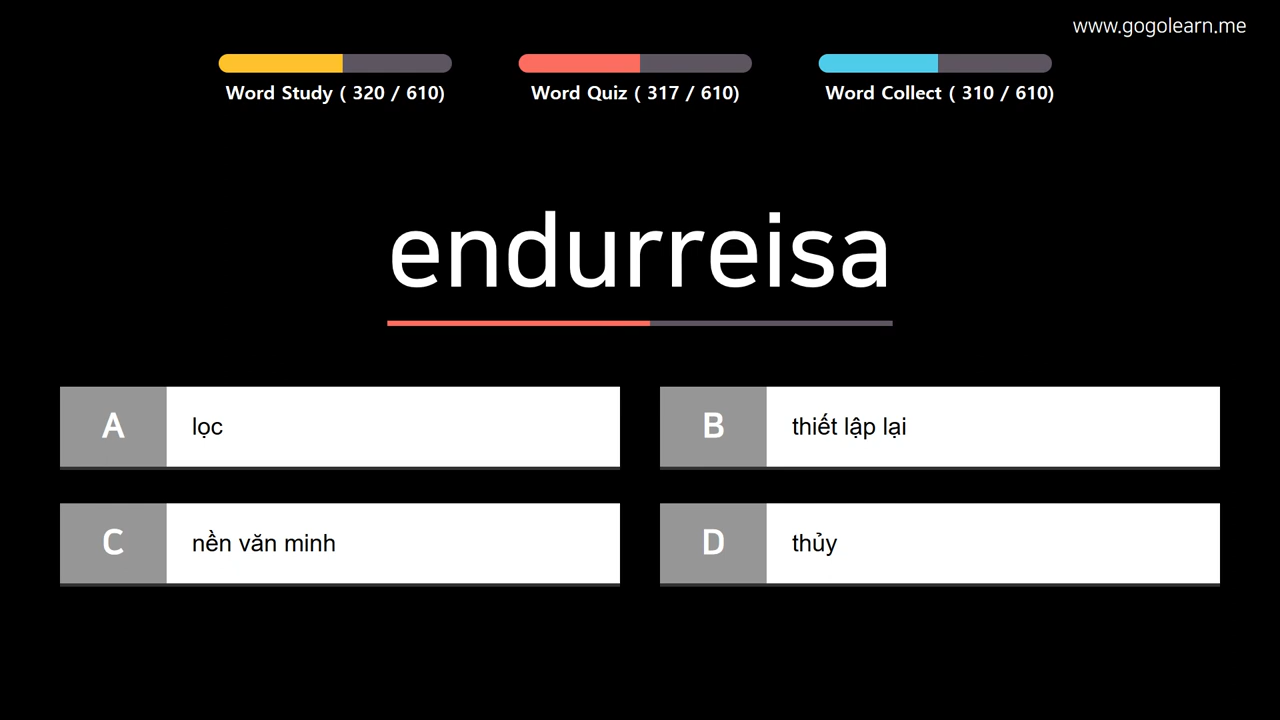 www.gogolearn.me
Word Study ( 320 / 610)
Word Quiz ( 317 / 610)
Word Collect ( 310 / 610)
endurreisa
A
lọc
B
thiết lập lại
C
nền văn minh
D
thủy